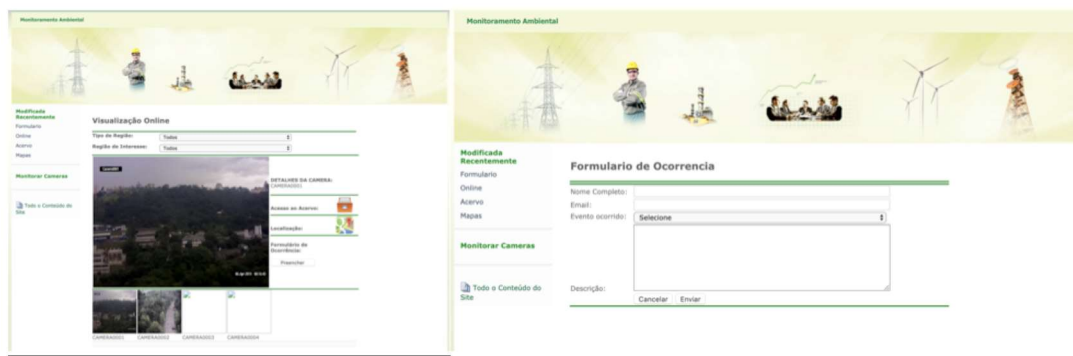 Monitoramento Ambiental
Modificada
Recentemente
Formulario
Online
Acervo
Mapas
Monitorar Cameras
Todo o Conteúdo do
Site
Visualização Online
Tipo de Região: Todos
Região de Interesse: Todos
DETALHES DA CAMERA:
CAMERA0001
Acesso ao Acervo:
Localização:
Formulário de
Ocorrência:
Preencher
CAMERA0001 CAMERA0002 CAMERA0003 CAMERA0004
Monitoramento Ambiental
Modificada
Recentemente
Formulario
Online
Acervo
Mapas
Monitorar Cameras
Todo o Conteúdo do
Site
Formulario de Ocorrencia
Nome Completo:
Email:
Evento ocorrido: Selecione
Descrição:
Cancelar Enviar